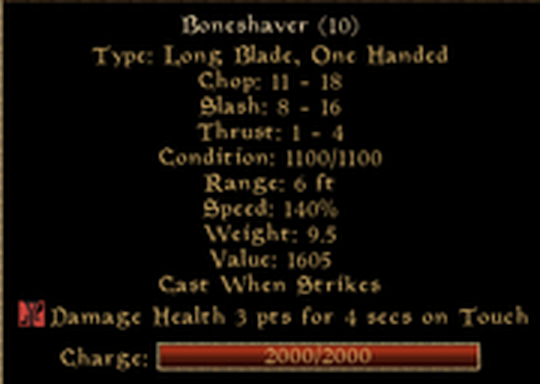 Boneshaver (10)
Type: Long Blade, One Handed
Chop: 11 - 18
Slash: 8 - 16
Thrust: 1 - 4
Condition: 1100/1100
Range: 6 ft
Speed: 140%
Weight: 9.5
Value: 1605
Cast When Strikes
Damage Health 3 pts for 4 secs on Touch
Charge: 2000/2000